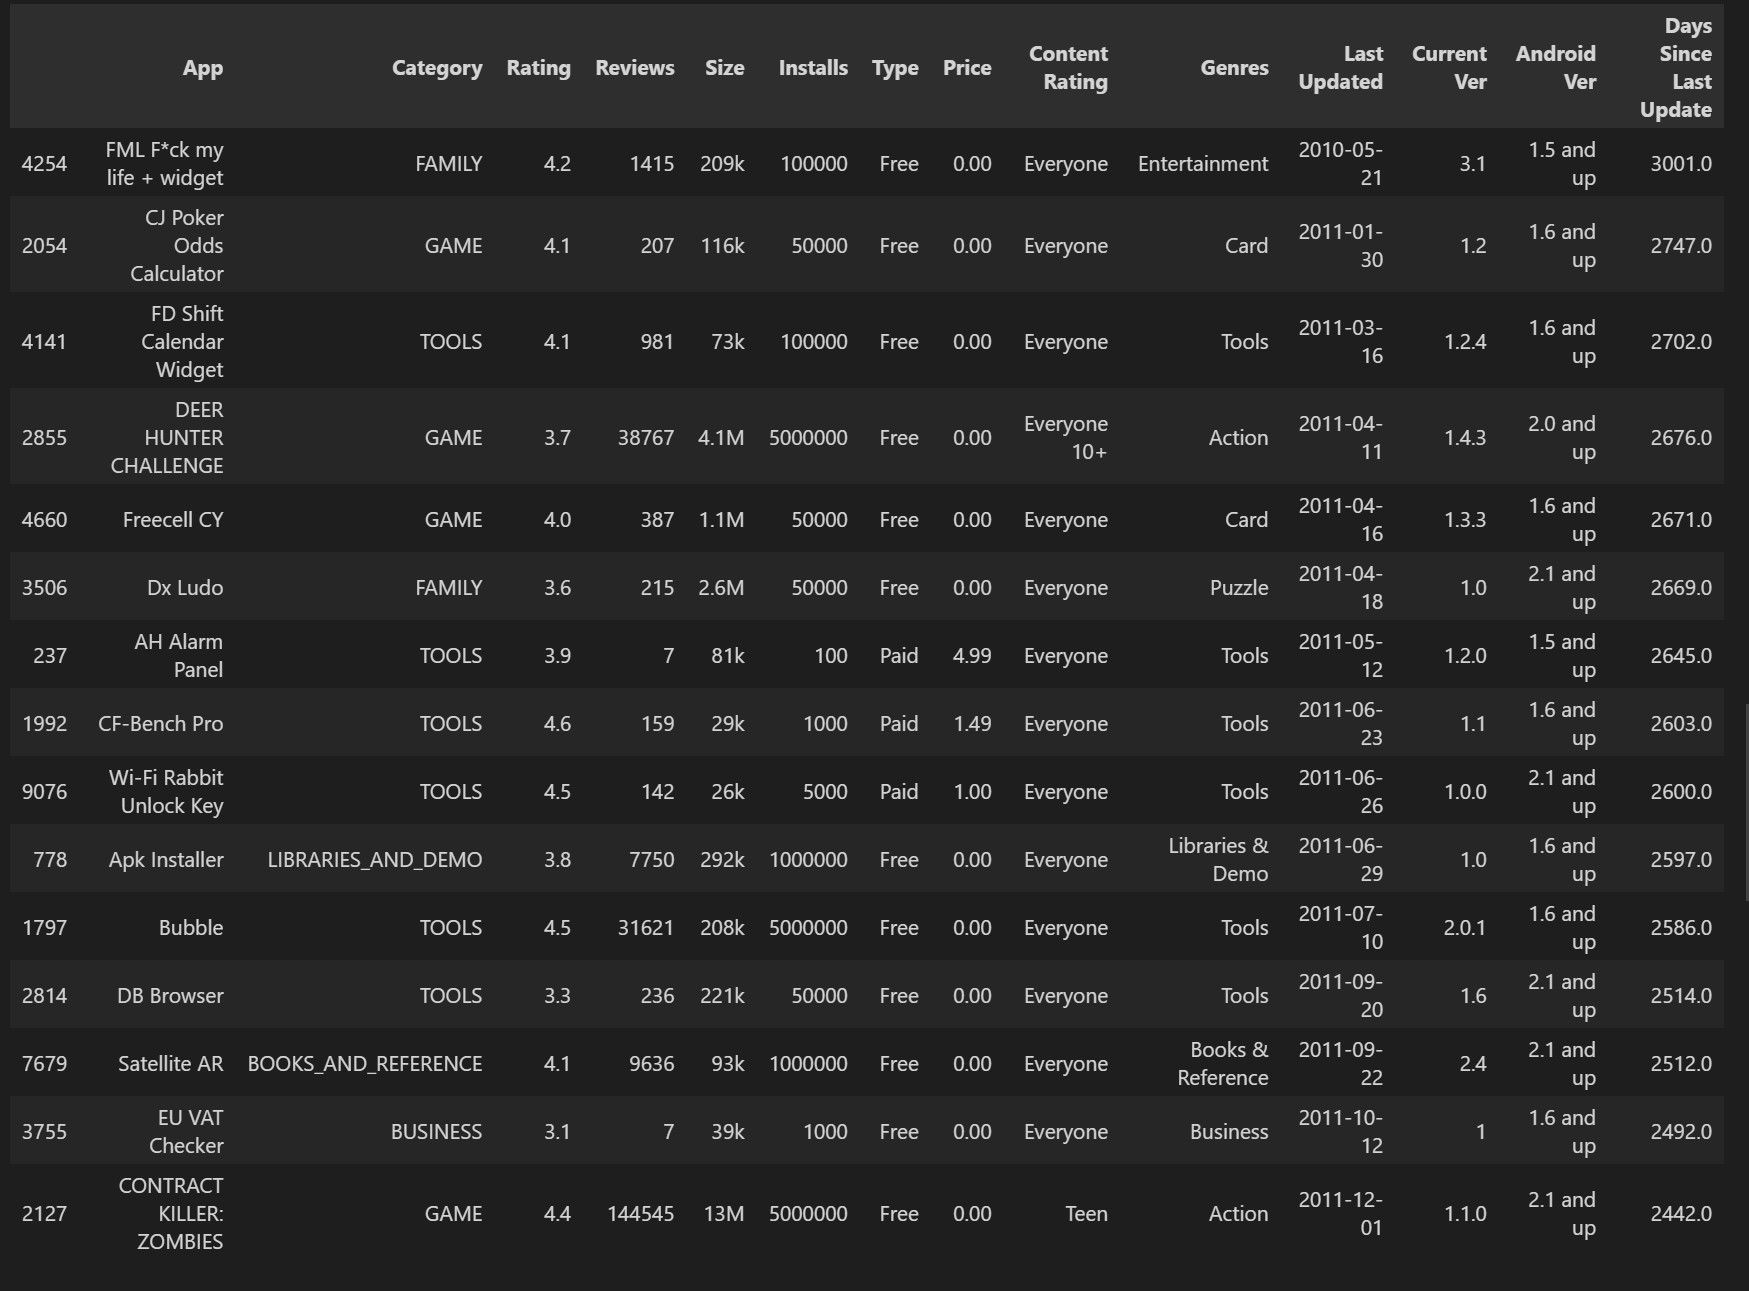 App Category Rating Reviews Size Installs Type Price Content Rating Genres Last Updated Current Ver Android Ver Days Since Last Update
4254 FML F*ck my life + widget FAMILY 4.2 1415 209k 100000 Free 0.00 Everyone Entertainment 2010-05-21 3.1 1.5 and up 3001.0
2054 CJ Poker Odds Calculator GAME 4.1 207 116k 50000 Free 0.00 Everyone Card 2011-01-30 1.2 1.6 and up 2747.0
4141 FD Shift Calendar Widget TOOLS 4.1 981 73k 100000 Free 0.00 Everyone Tools 2011-03-16 1.2.4 1.6 and up 2702.0
2855 DEER HUNTER CHALLENGE GAME 3.7 38767 4.1M 5000000 Free 0.00 Everyone 10+ Action 2011-04-11 1.4.3 2.0 and up 2676.0
4660 Freecell CY GAME 4.0 387 1.1M 50000 Free 0.00 Everyone Card 2011-04-16 1.3.3 1.6 and up 2671.0
3506 Dx Ludo FAMILY 3.6 215 2.6M 50000 Free 0.00 Everyone Puzzle 2011-04-18 1.0 2.1 and up 2669.0
237 AH Alarm Panel TOOLS 3.9 7 81k 100 Paid 4.99 Everyone Tools 2011-05-12 1.2.0 1.5 and up 2645.0
1992 CF-Bench Pro TOOLS 4.6 159 29k 1000 Paid 1.49 Everyone Tools 2011-06-23 1.1 1.6 and up 2603.0
9076 Wi-Fi Rabbit Unlock Key TOOLS 4.5 142 26k 5000 Paid 1.00 Everyone Tools 2011-06-26 1.0.0 2.1 and up 2600.0
778 Apk Installer LIBRARIES_AND_DEMO 3.8 7750 292k 1000000 Free 0.00 Everyone Libraries & Demo 2011-06-29 1.0 1.6 and up 2597.0
1797 Bubble TOOLS 4.5 31621 208k 5000000 Free 0.00 Everyone Tools 2011-07-10 2.0.1 1.6 and up 2586.0
2814 DB Browser TOOLS 3.3 236 221k 50000 Free 0.00 Everyone Tools 2011-09-20 1.6 2.1 and up 2514.0
7679 Satellite AR BOOKS_AND_REFERENCE 4.1 9636 93k 1000000 Free 0.00 Everyone Books & Reference 2011-09-22 2.4 2.1 and up 2512.0
3755 EU VAT Checker BUSINESS 3.1 7 39k 1000 Free 0.00 Everyone Business 2011-10-12 1 1.6 and up 2492.0
2127 CONTRACT KILLER: ZOMBIES GAME 4.4 144545 13M 5000000 Free 0.00 Teen Action 2011-12-01 1.1.0 2.1 and up 2442.0